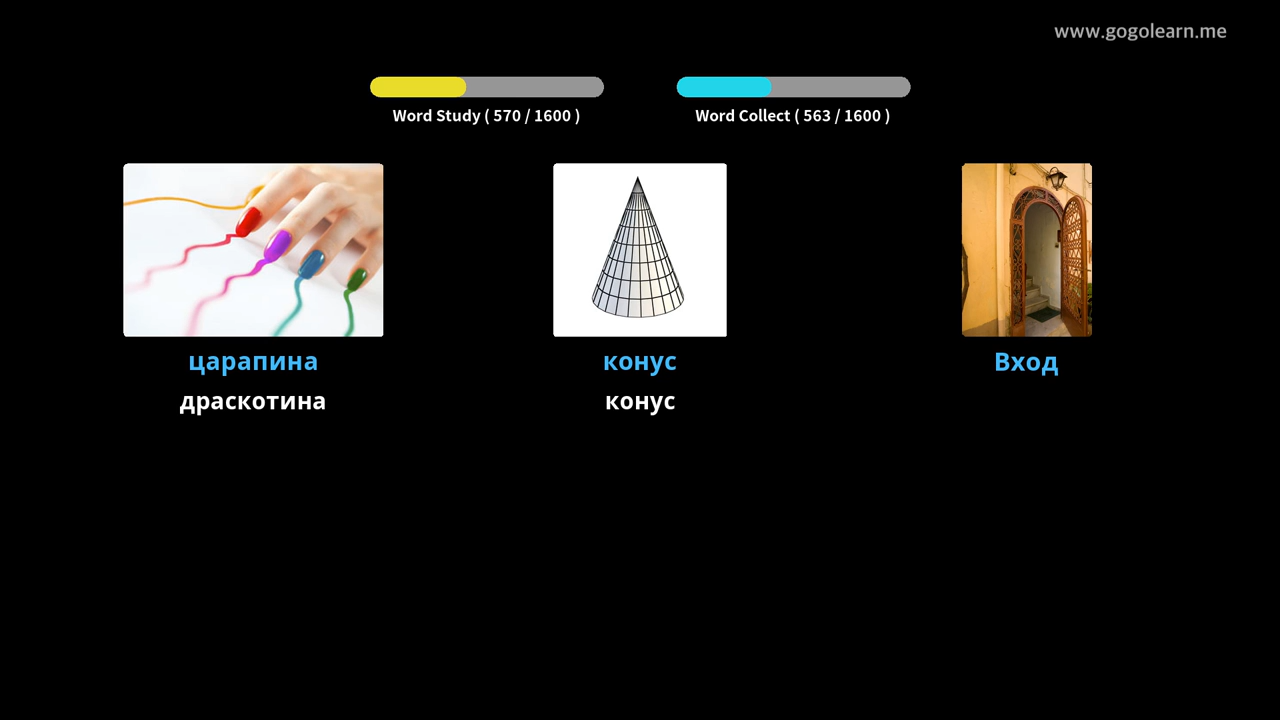 www.gogolearn.me
Word Study ( 570 / 1600 )
Word Collect ( 563 / 1600 )
царапина
драскотина
конус
конус
Вход